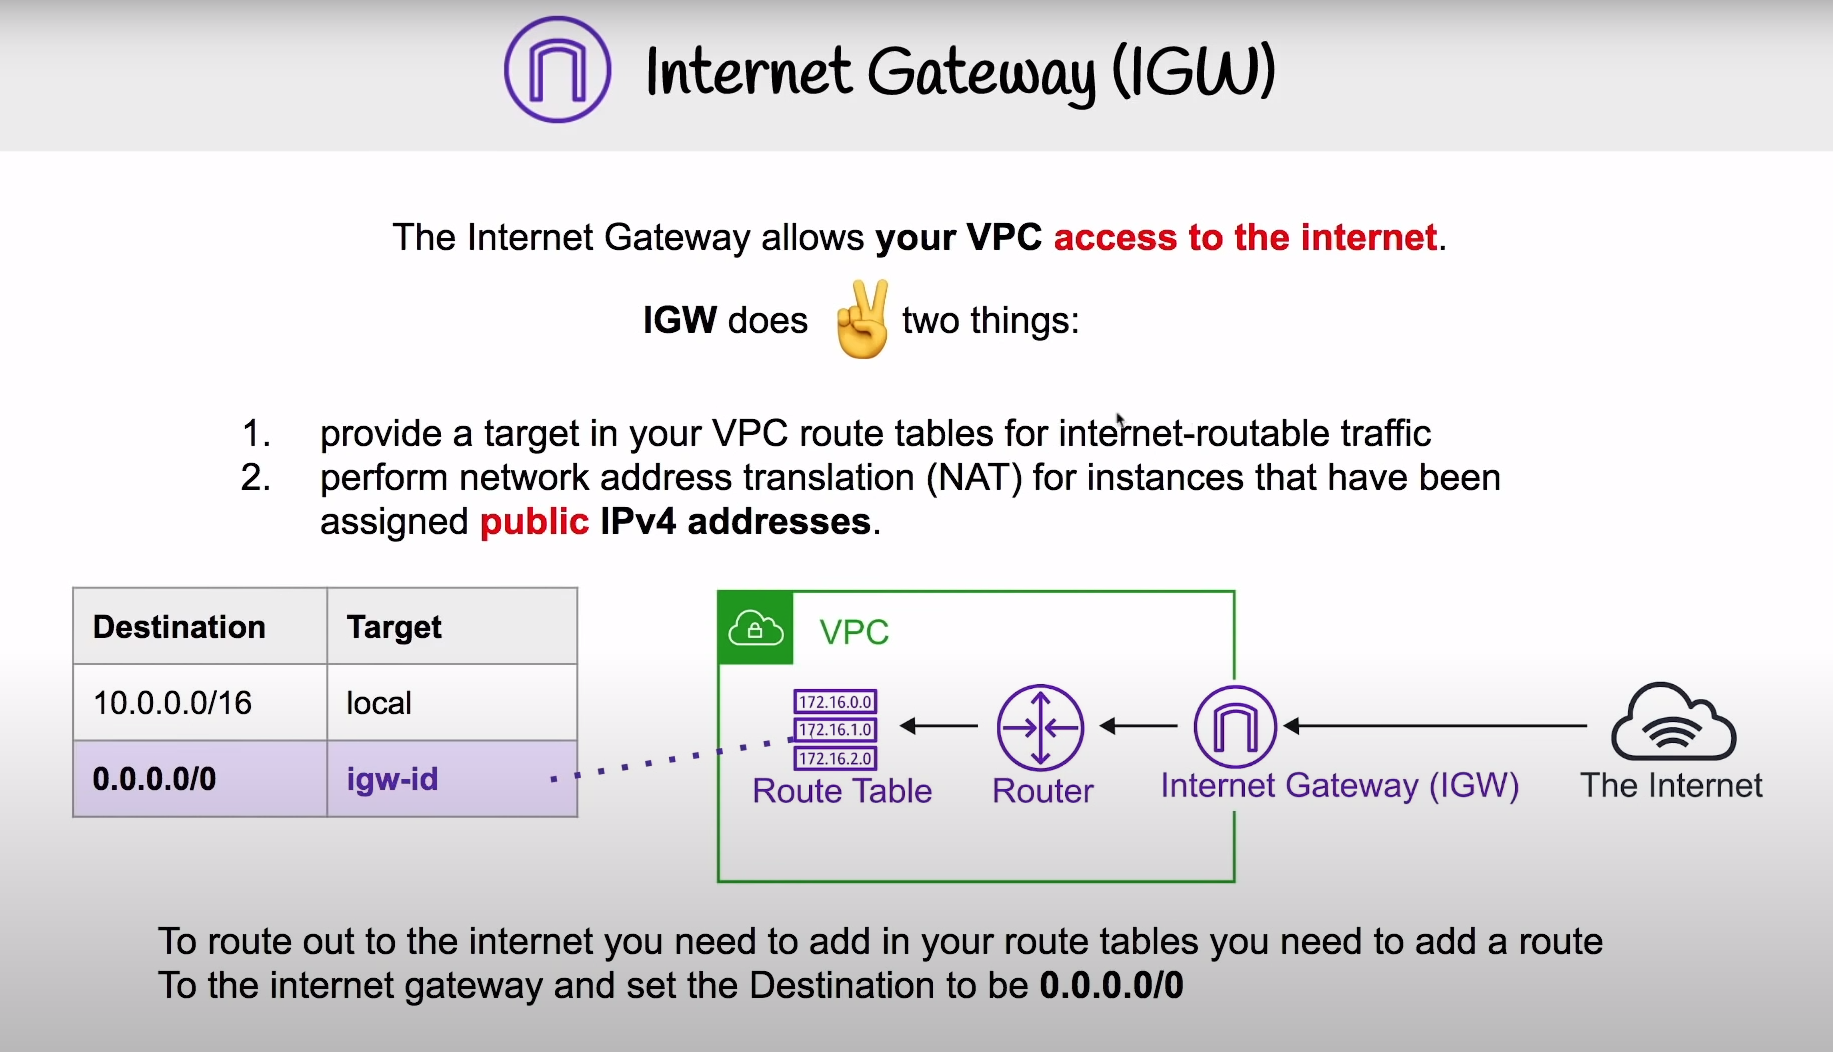 Internet Gateway (IGW)
The Internet Gateway allows your VPC access to the internet.
IGW does ✌️ two things:
1. provide a target in your VPC route tables for internet-routable traffic
2. perform network address translation (NAT) for instances that have been
assigned public IPv4 addresses.
Destination Target
10.0.0.0/16 local
0.0.0.0/0 igw-id
VPC
172.16.0.0
172.16.1.0
172.16.2.0
Route Table
Router
Internet Gateway (IGW)
The Internet
To route out to the internet you need to add in your route tables you need to add a route
To the internet gateway and set the Destination to be 0.0.0.0/0